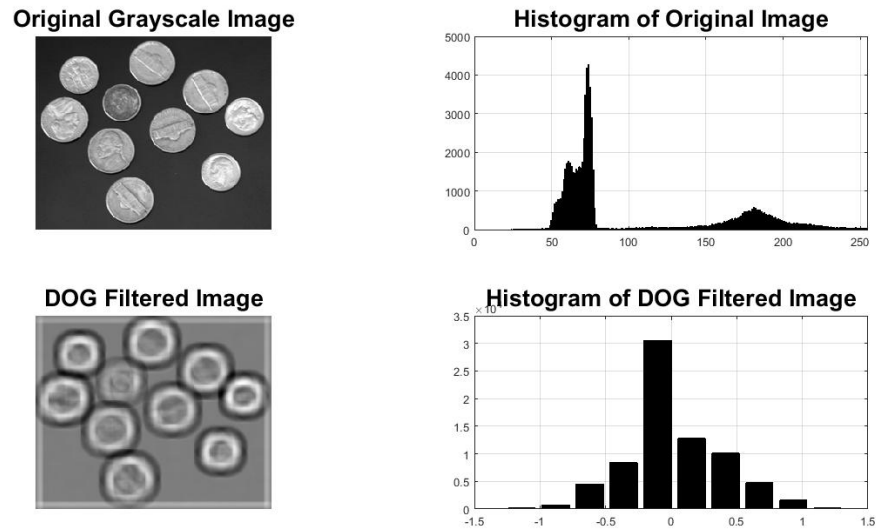 Original Grayscale Image
Histogram of Original Image
5000
4000
3000
2000
1000
0
0 50 100 150 200 250
DOG Filtered Image
Histogram of DOG Filtered Image
3.5
3
2.5
2
1.5
1
0.5
0
-1.5 -1 -0.5 0 0.5 1 1.5